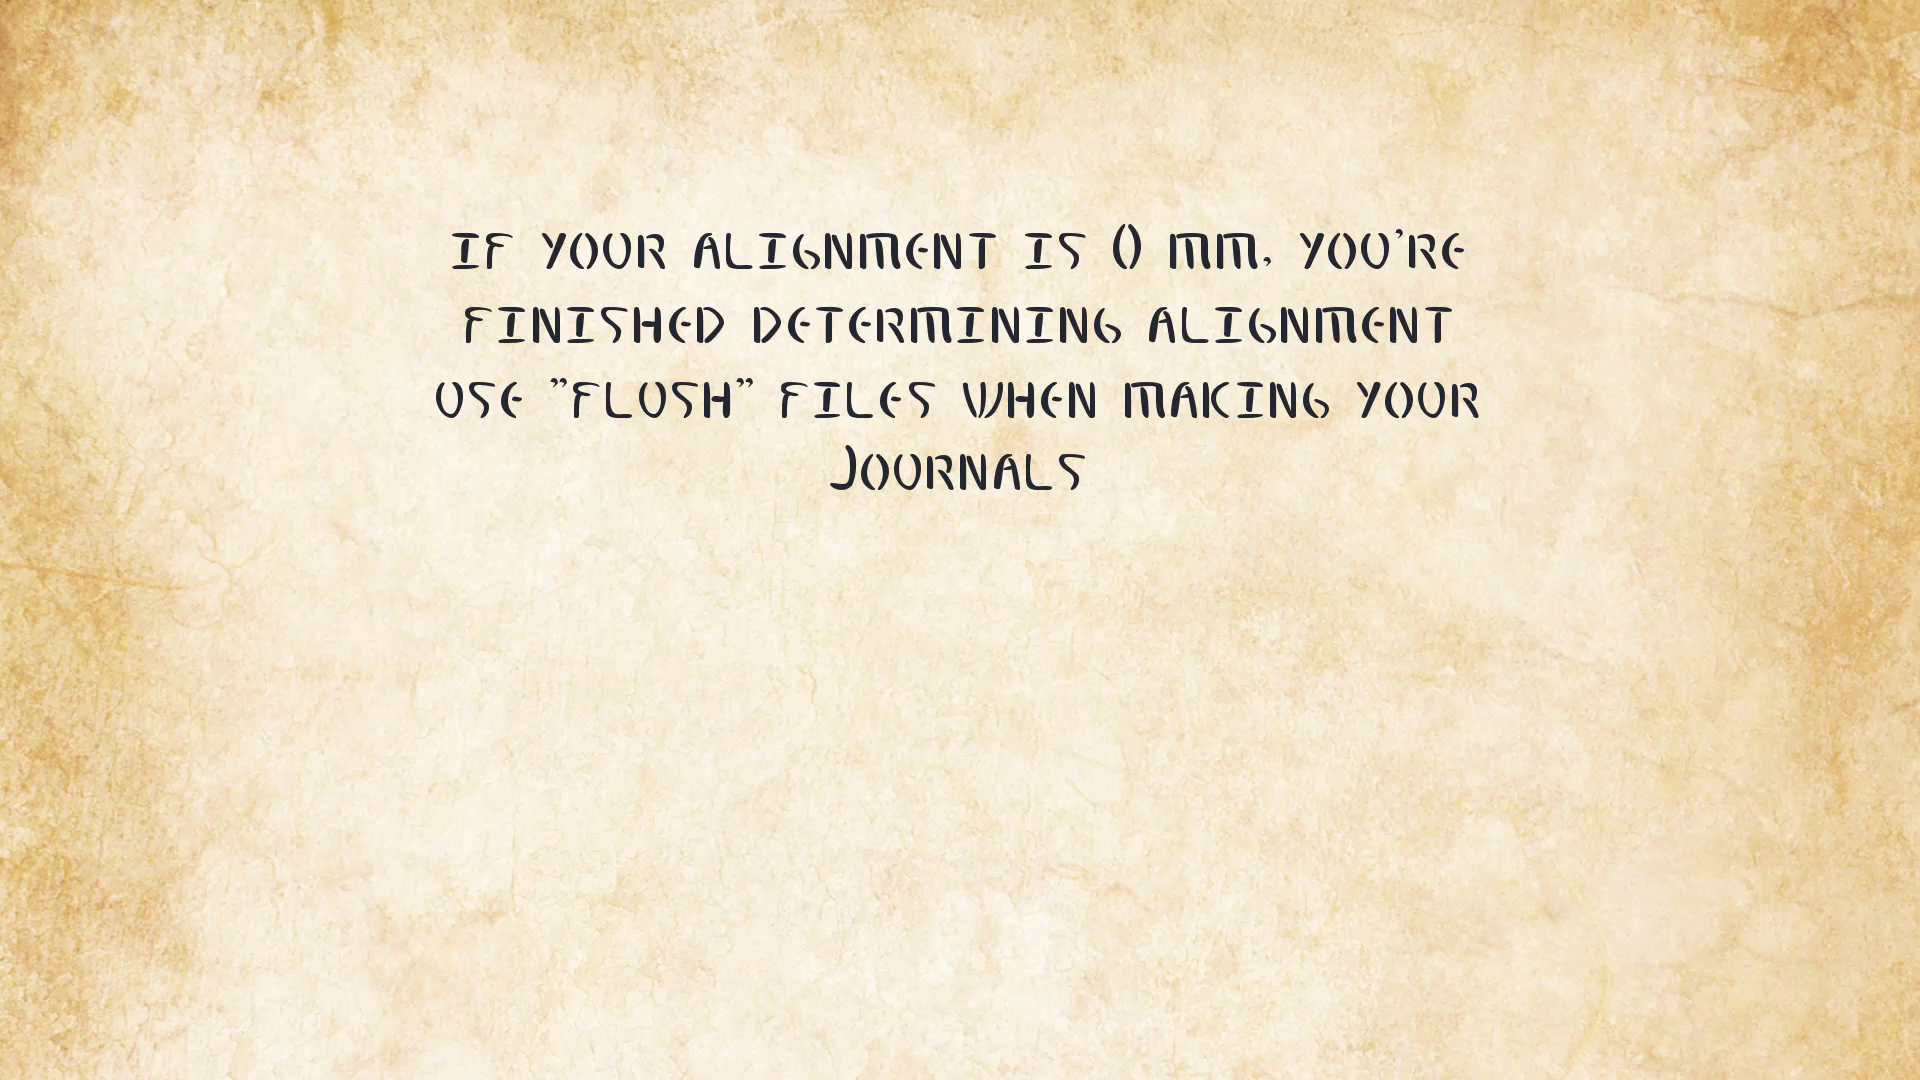 If your alignment is 0 mm, you're
finished determining alignment
use "flush" files when making your
Journals